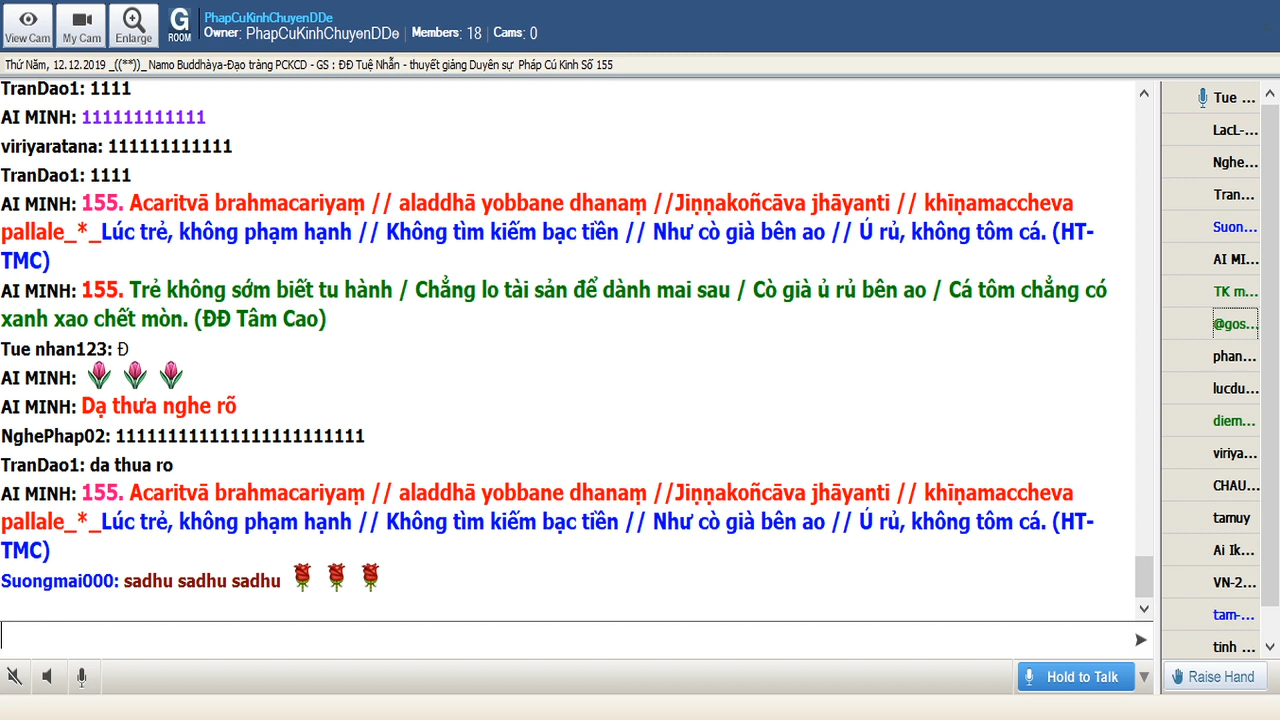 View Cam
My Cam
Enlarge
G
ROOM
PhapCuKinhChuyenDDe
Owner: PhapCuKinhChuyenDDe | Members: 18 | Cams: 0
Thứ Năm, 12.12.2019 _((**))_ Namo Buddhàya-Đạo tràng PCKCD - GS : ĐĐ Tuệ Nhẫn - thuyết giảng Duyên sự Pháp Cú Kinh Số 155
TranDao1: 1111
AI MINH: 111111111111
viriyaratana: 111111111111
TranDao1: 1111
AI MINH: 155. Acaritvā brahmacariyaṃ // aladdhā yobbane dhanaṃ //Jiṇṇakoñcāva jhāyanti // khīṇamaccheva
pallale_*_Lúc trẻ, không phạm hạnh // Không tìm kiếm bạc tiền // Như cò già bên ao // Ủ rủ, không tôm cá. (HT-
TMC)
AI MINH: 155. Trẻ không sớm biết tu hành / Chẳng lo tài sản để dành mai sau / Cò già ủ rủ bên ao / Cá tôm chẳng có
xanh xao chết mòn. (ĐĐ Tâm Cao)
Tue nhan123: Đ
AI MINH:
AI MINH: Dạ thưa nghe rõ
NghePhap02: 1111111111111111111111111
TranDao1: da thua ro
AI MINH: 155. Acaritvā brahmacariyaṃ // aladdhā yobbane dhanaṃ //Jiṇṇakoñcāva jhāyanti // khīṇamaccheva
pallale_*_Lúc trẻ, không phạm hạnh // Không tìm kiếm bạc tiền // Như cò già bên ao // Ủ rủ, không tôm cá. (HT-
TMC)
Suongmai000: sadhu sadhu sadhu
Tue ...
LacL-...
Nghe...
Tran...
Suon...
AI MI...
TK m...
@gos...
phan...
lucdu...
diem...
viriya...
CHAU...
tamuy
Ai Ik...
VN-2...
tam-...
tinh ...
Hold to Talk
Raise Hand